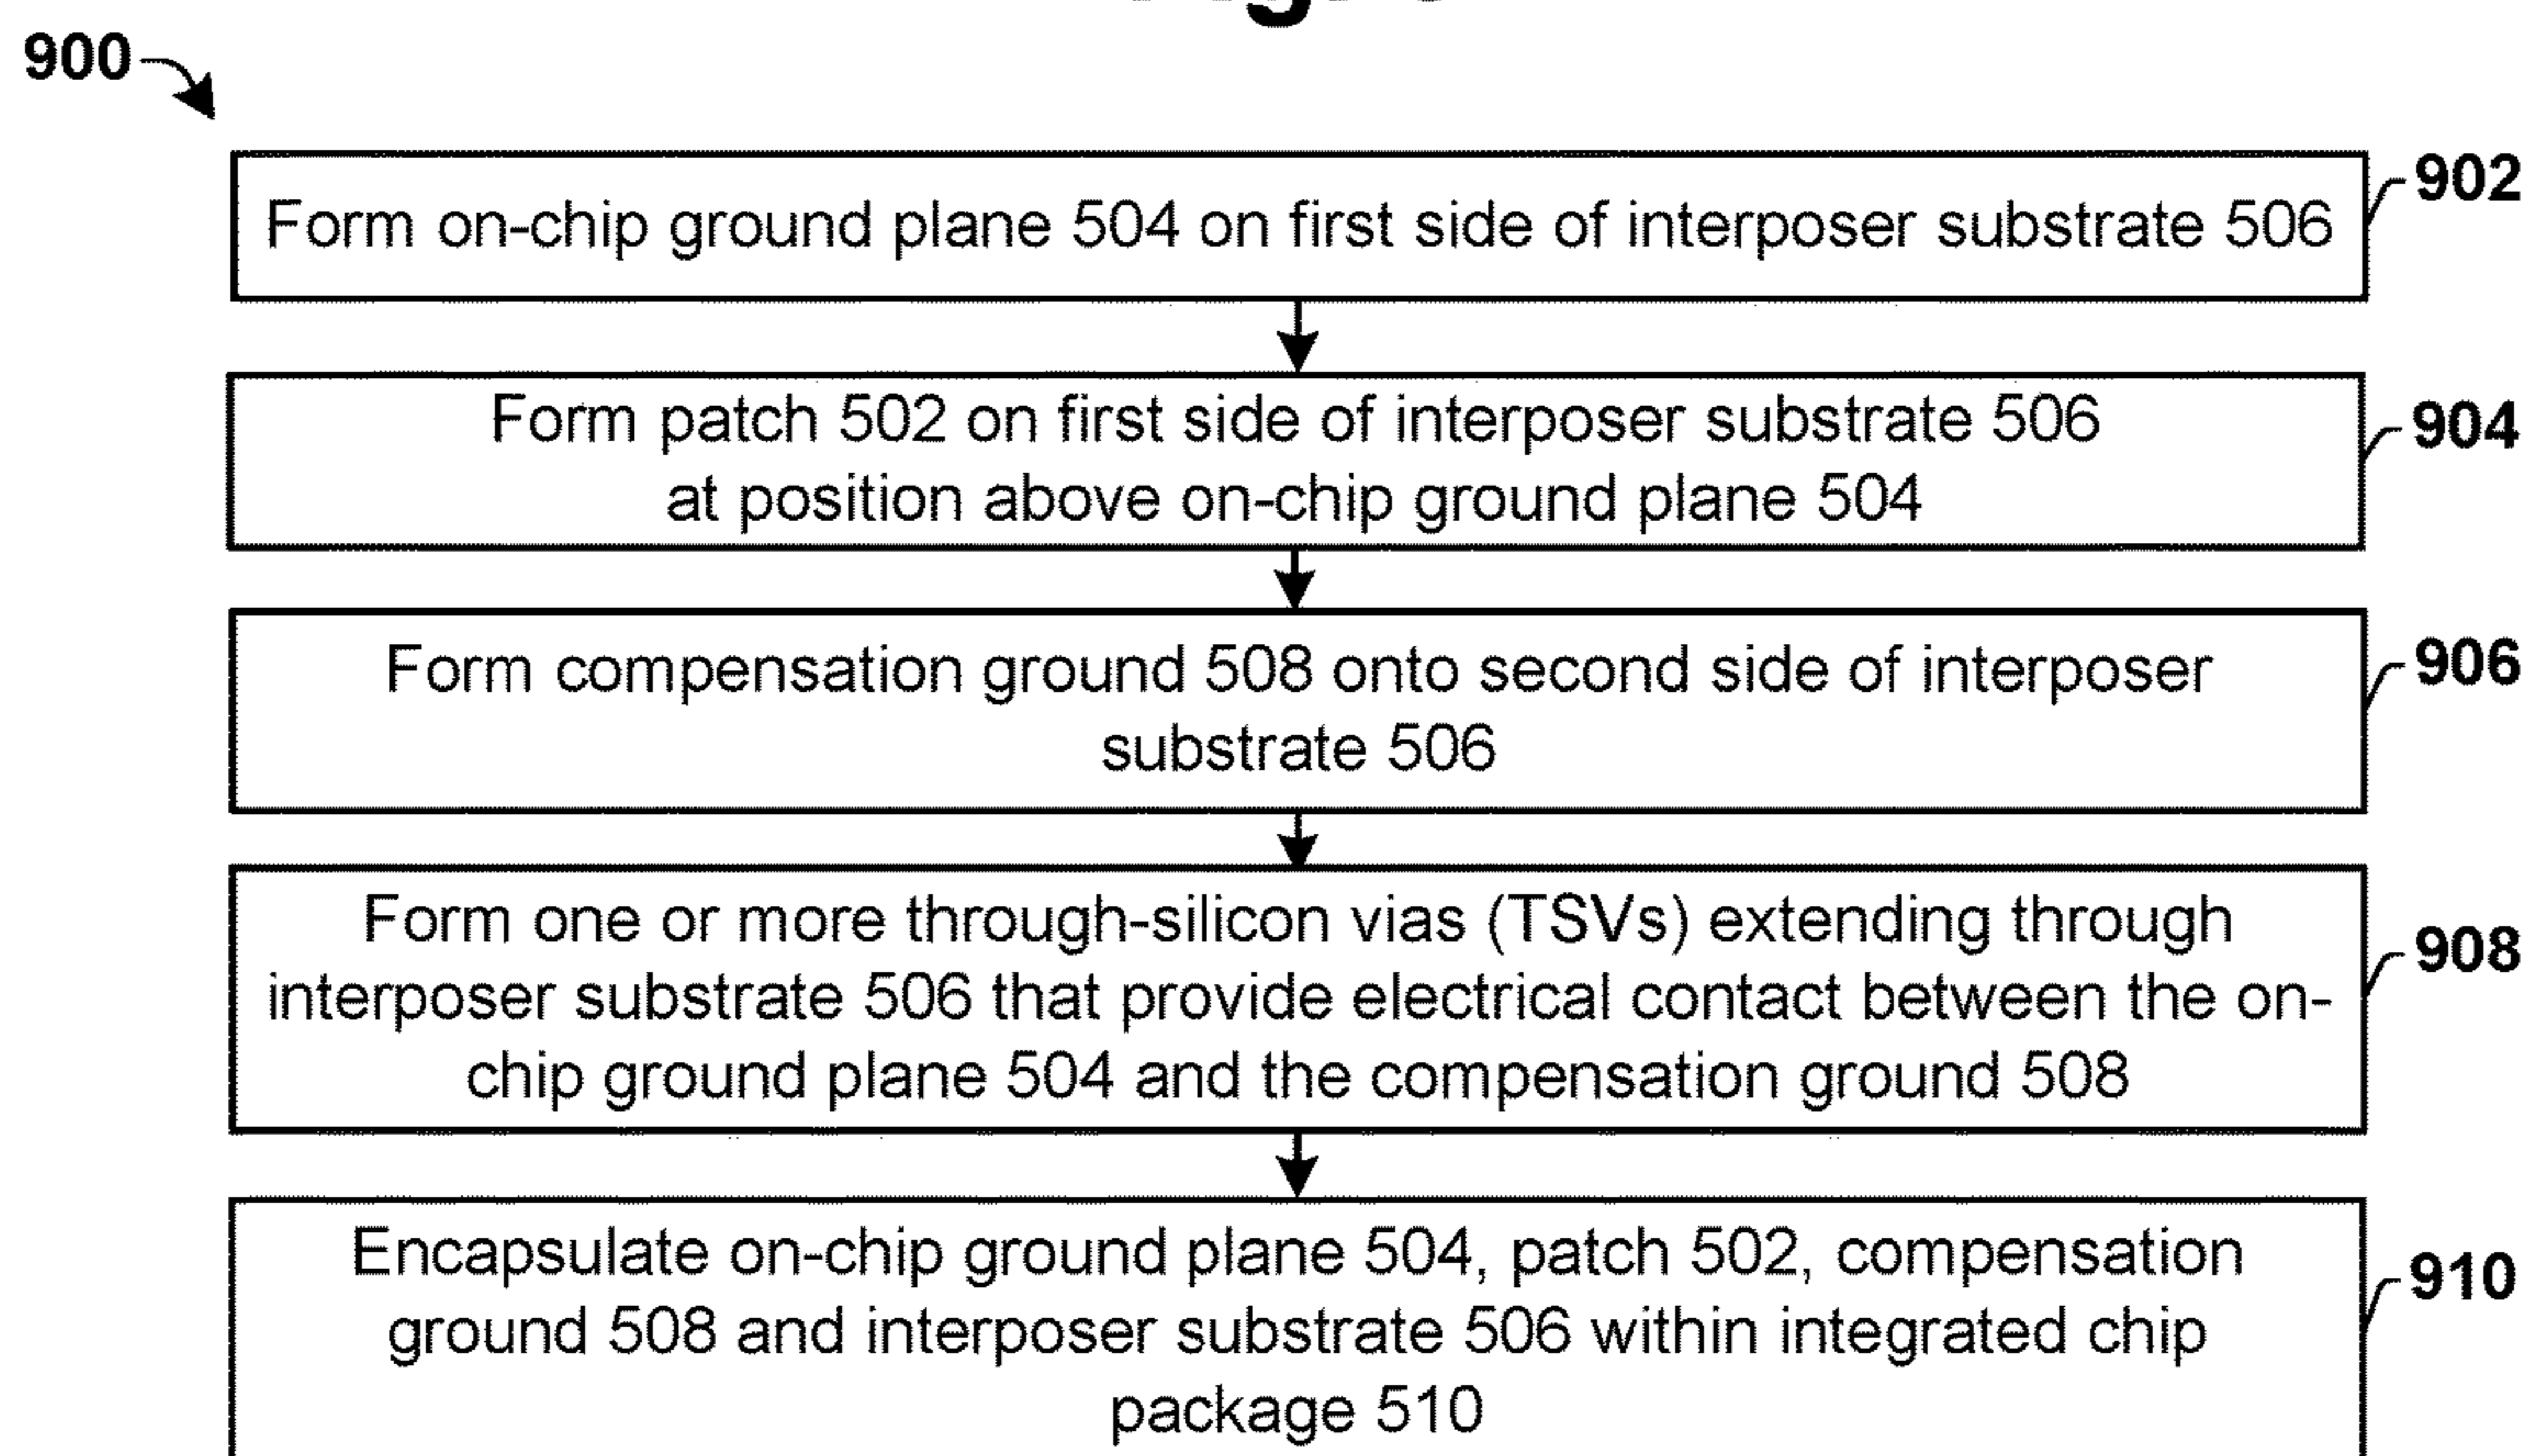 900
Form on-chip ground plane 504 on first side of interposer substrate 506
902
Form patch 502 on first side of interposer substrate 506
at position above on-chip ground plane 504
904
Form compensation ground 508 onto second side of interposer
substrate 506
906
Form one or more through-silicon vias (TSVs) extending through
interposer substrate 506 that provide electrical contact between the on-
chip ground plane 504 and the compensation ground 508
908
Encapsulate on-chip ground plane 504, patch 502, compensation
ground 508 and interposer substrate 506 within integrated chip
package 510
910